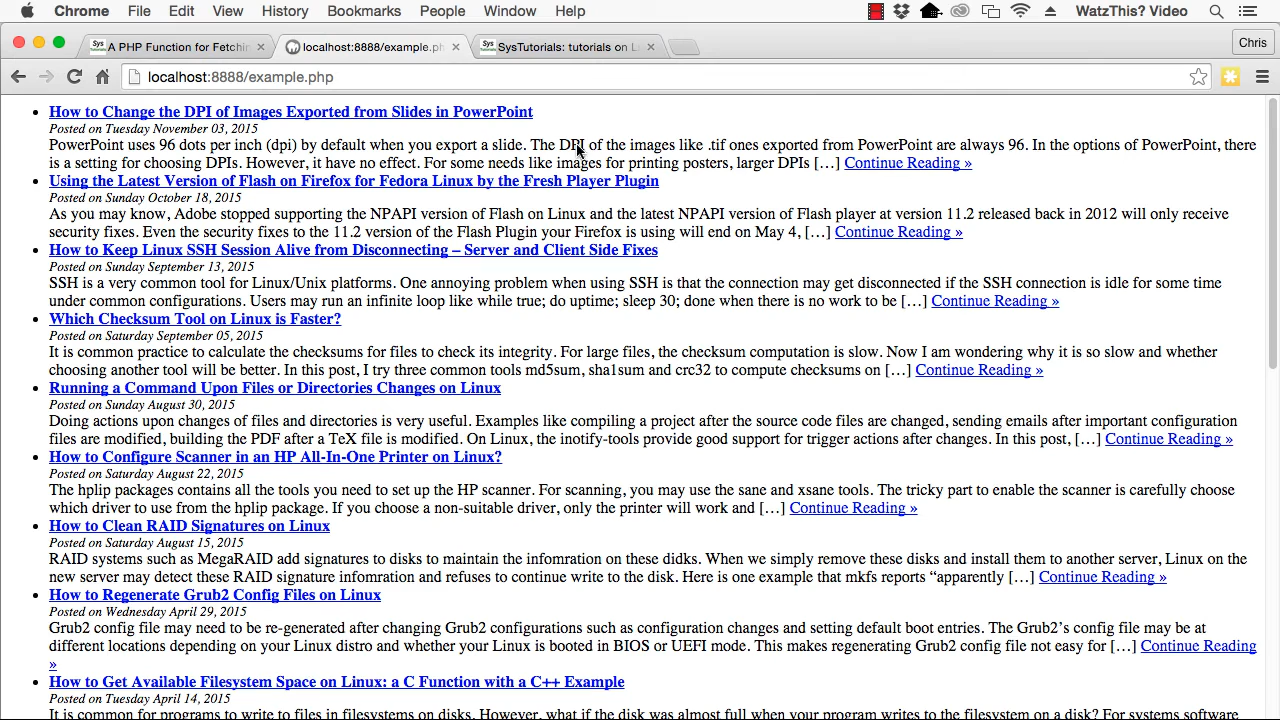 Chrome File Edit View History Bookmarks People Window Help WatzThis? Video
Sys A PHP Function for Fetchin
localhost:8888/example.ph
Sys SysTutorials: tutorials on Li
Chris
localhost:8888/example.php
How to Change the DPI of Images Exported from Slides in PowerPoint
Posted on Tuesday November 03, 2015
PowerPoint uses 96 dots per inch (dpi) by default when you export a slide. The DPI of the images like .tif ones exported from PowerPoint are always 96. In the options of PowerPoint, there
is a setting for choosing DPIs. However, it have no effect. For some needs like images for printing posters, larger DPIs […] Continue Reading »
Using the Latest Version of Flash on Firefox for Fedora Linux by the Fresh Player Plugin
Posted on Sunday October 18, 2015
As you may know, Adobe stopped supporting the NPAPI version of Flash on Linux and the latest NPAPI version of Flash player at version 11.2 released back in 2012 will only receive
security fixes. Even the security fixes to the 11.2 version of the Flash Plugin your Firefox is using will end on May 4, […] Continue Reading »
How to Keep Linux SSH Session Alive from Disconnecting – Server and Client Side Fixes
Posted on Sunday September 13, 2015
SSH is a very common tool for Linux/Unix platforms. One annoying problem when using SSH is that the connection may get disconnected if the SSH connection is idle for some time
under common configurations. Users may run an infinite loop like while true; do uptime; sleep 30; done when there is no work to be […] Continue Reading »
Which Checksum Tool on Linux is Faster?
Posted on Saturday September 05, 2015
It is common practice to calculate the checksums for files to check its integrity. For large files, the checksum computation is slow. Now I am wondering why it is so slow and whether
choosing another tool will be better. In this post, I try three common tools md5sum, sha1sum and crc32 to compute checksums on […] Continue Reading »
Running a Command Upon Files or Directories Changes on Linux
Posted on Sunday August 30, 2015
Doing actions upon changes of files and directories is very useful. Examples like compiling a project after the source code files are changed, sending emails after important configuration
files are modified, building the PDF after a TeX file is modified. On Linux, the inotify-tools provide good support for trigger actions after changes. In this post, […] Continue Reading »
How to Configure Scanner in an HP All-In-One Printer on Linux?
Posted on Saturday August 22, 2015
The hplip packages contains all the tools you need to set up the HP scanner. For scanning, you may use the sane and xsane tools. The tricky part to enable the scanner is carefully choose
which driver to use from the hplip package. If you choose a non-suitable driver, only the printer will work and […] Continue Reading »
How to Clean RAID Signatures on Linux
Posted on Saturday August 15, 2015
RAID systems such as MegaRAID add signatures to disks to maintain the infomration on these didks. When we simply remove these disks and install them to another server, Linux on the
new server may detect these RAID signature infomration and refuses to continue write to the disk. Here is one example that mkfs reports “apparently […] Continue Reading »
How to Regenerate Grub2 Config Files on Linux
Posted on Wednesday April 29, 2015
Grub2 config file may need to be re-generated after changing Grub2 configurations such as configuration changes and setting default boot entries. The Grub2’s config file may be at
different locations depending on your Linux distro and whether your Linux is booted in BIOS or UEFI mode. This makes regenerating Grub2 config file not easy for […] Continue Reading
»
How to Get Available Filesystem Space on Linux: a C Function with a C++ Example
Posted on Tuesday April 14, 2015
It is common for programs to write to files in filesystems on disks. However, what if the disk was almost full when your program writes to the filesystem on a disk? For systems software